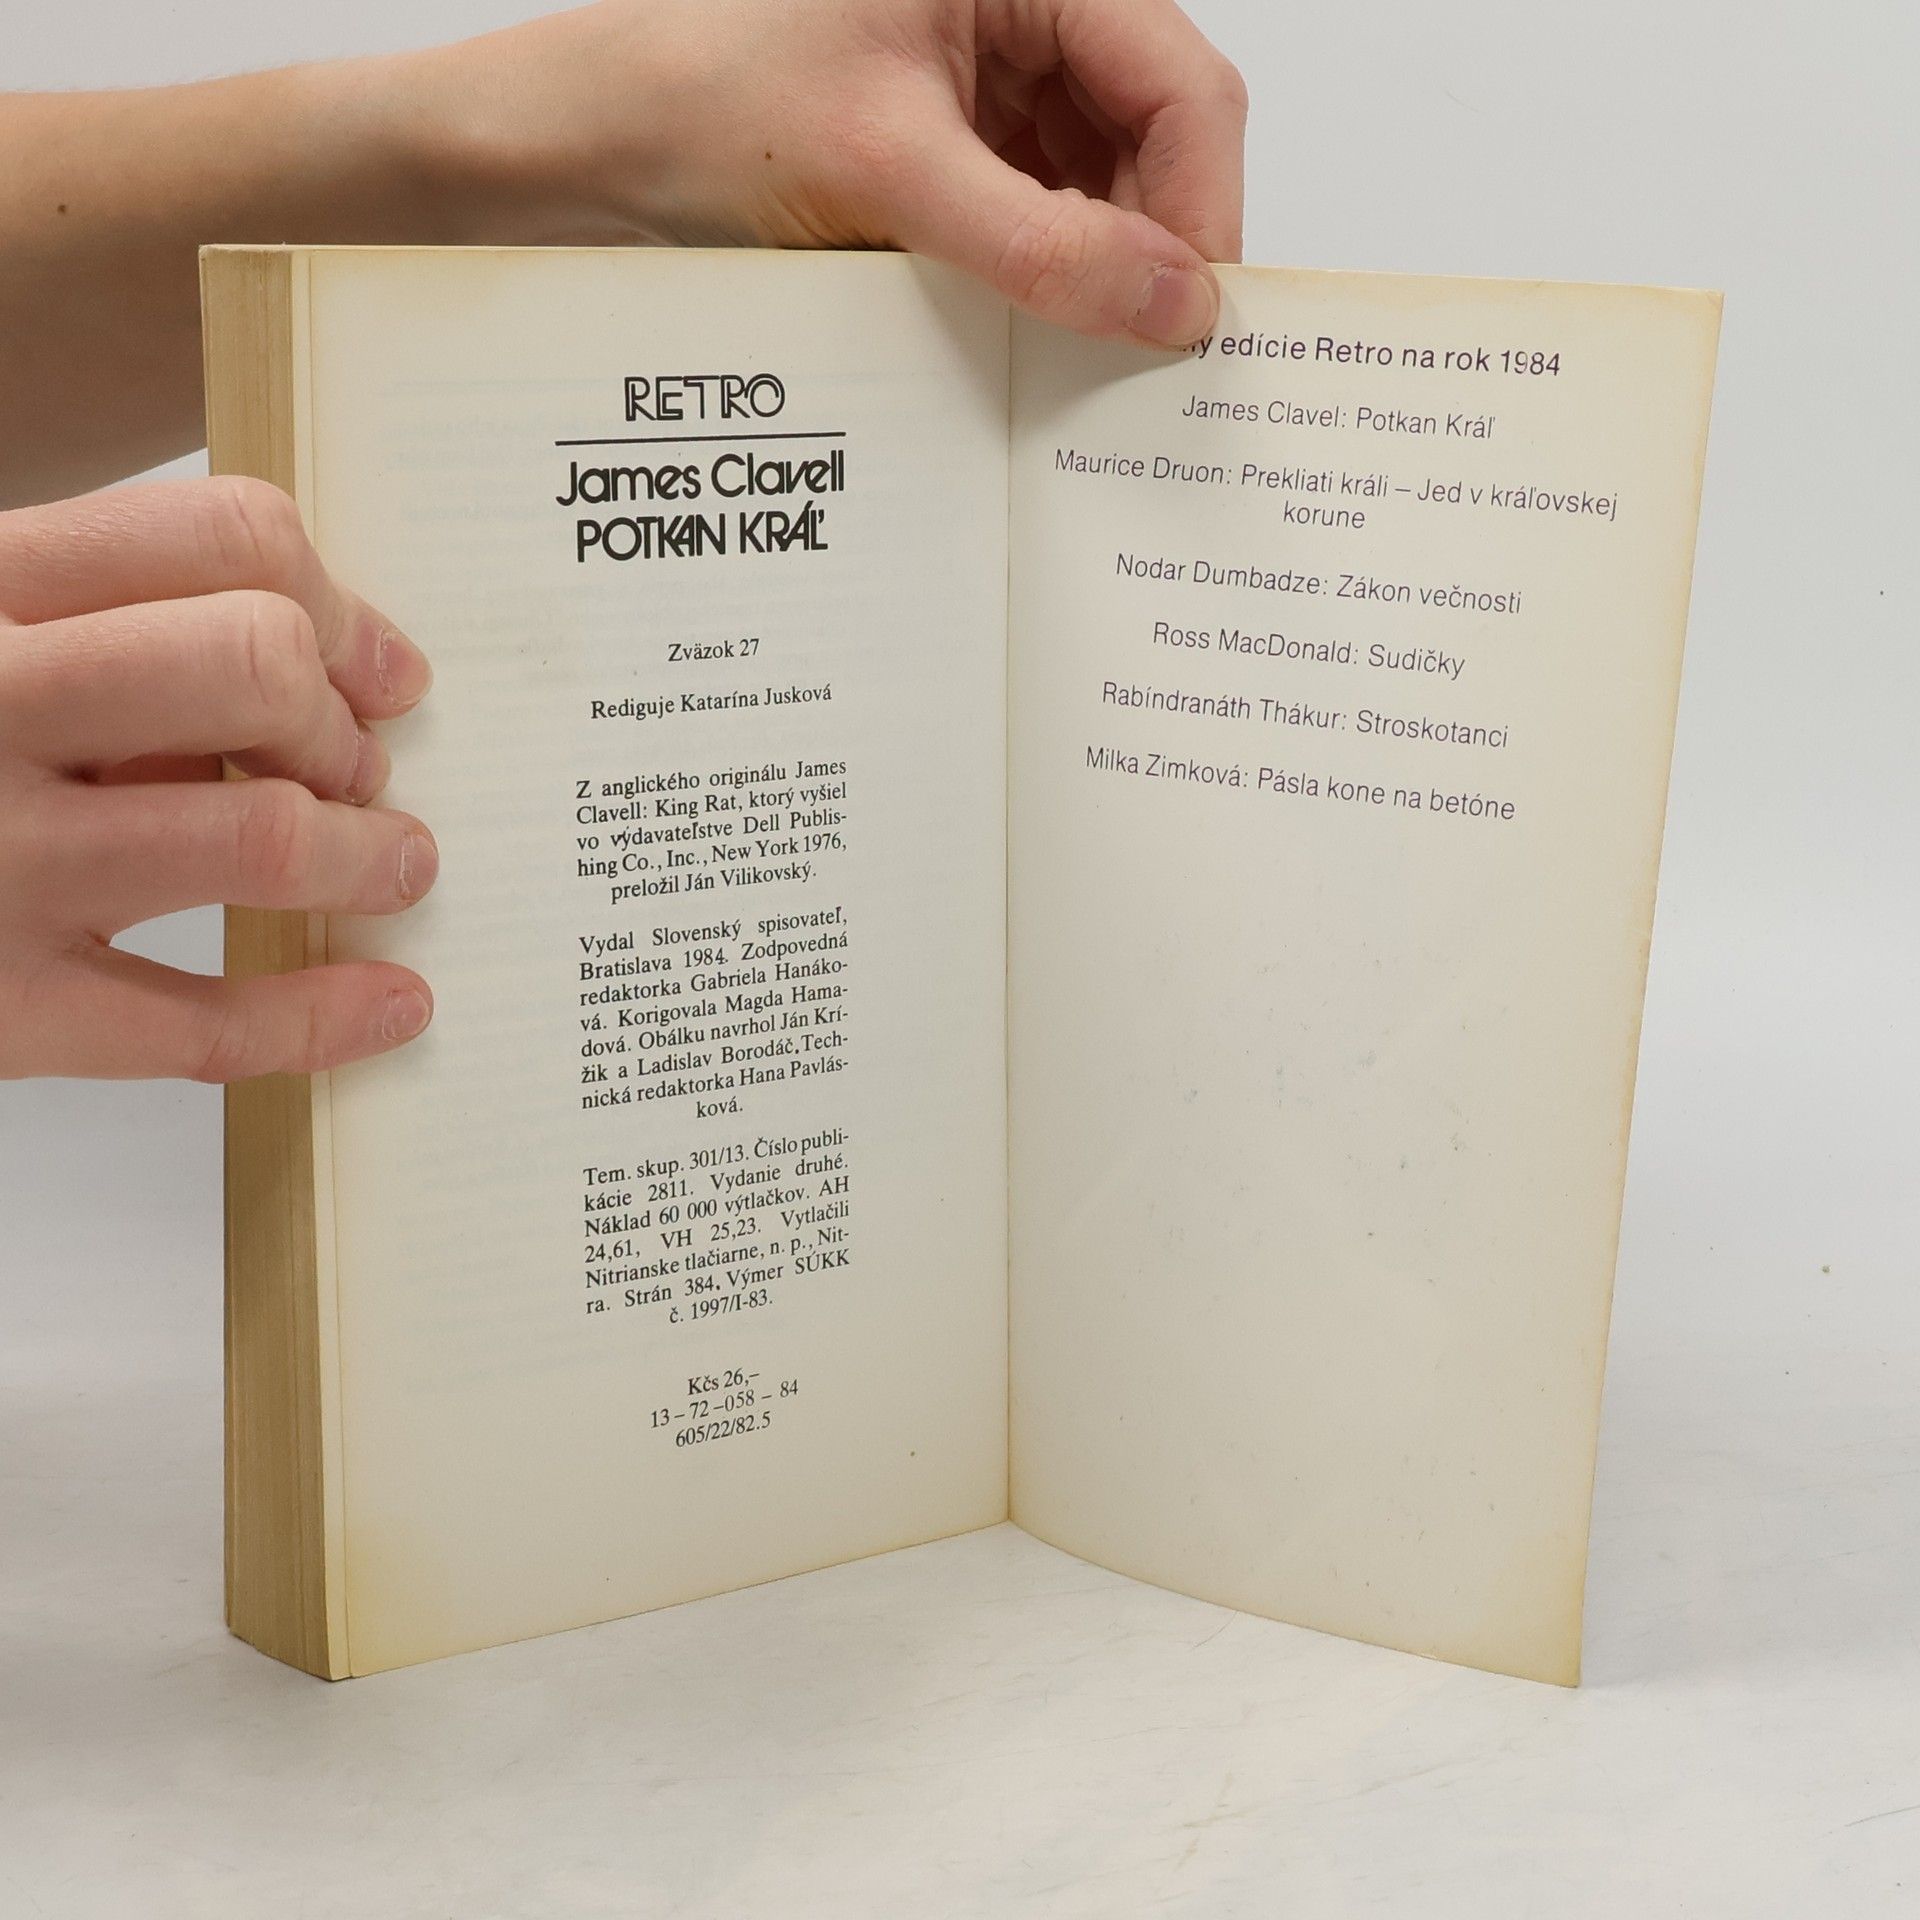 RETRO
James Clavell
POTKAN KRÁĽ
Zväzok 27
Rediguje Katarína Jusková
Z anglického originálu James
Clavell: King Rat, ktorý vyšiel
vo výdavateľstve Dell Publis-
hing Co., Inc., New York 1976,
preložil Ján Vilikovský.
Vydal Slovenský spisovateľ,
Bratislava 1984. Zodpovedná
redaktorka Gabriela Hanáko-
vá. Korigovala Magda Hama-
dová. Obálku navrhol Ján Krí-
žik a Ladislav Borodáč. Tech-
nická redaktorka Hana Pavlás-
ková.
Tem. skup. 301/13. Číslo publi-
kácie 2811. Vydanie druhé.
Náklad 60 000 výtlačkov. AH
24,61, VH 25,23. Vytlačili
Nitrianske tlačiarne, n. p., Nit-
ra. Strán 384. Výmer SÚKK
č. 1997/I-83.
Kčs 26,–
13 – 72 –058 – 84
605/22/82.5
edície Retro na rok 1984
James Clavel: Potkan Kráľ
Maurice Druon: Prekliati králi – Jed v kráľovskej
korune
Nodar Dumbadze: Zákon večnosti
Ross MacDonald: Sudičky
Rabíndranáth Thákur: Stroskotanci
Milka Zimková: Pásla kone na betóne